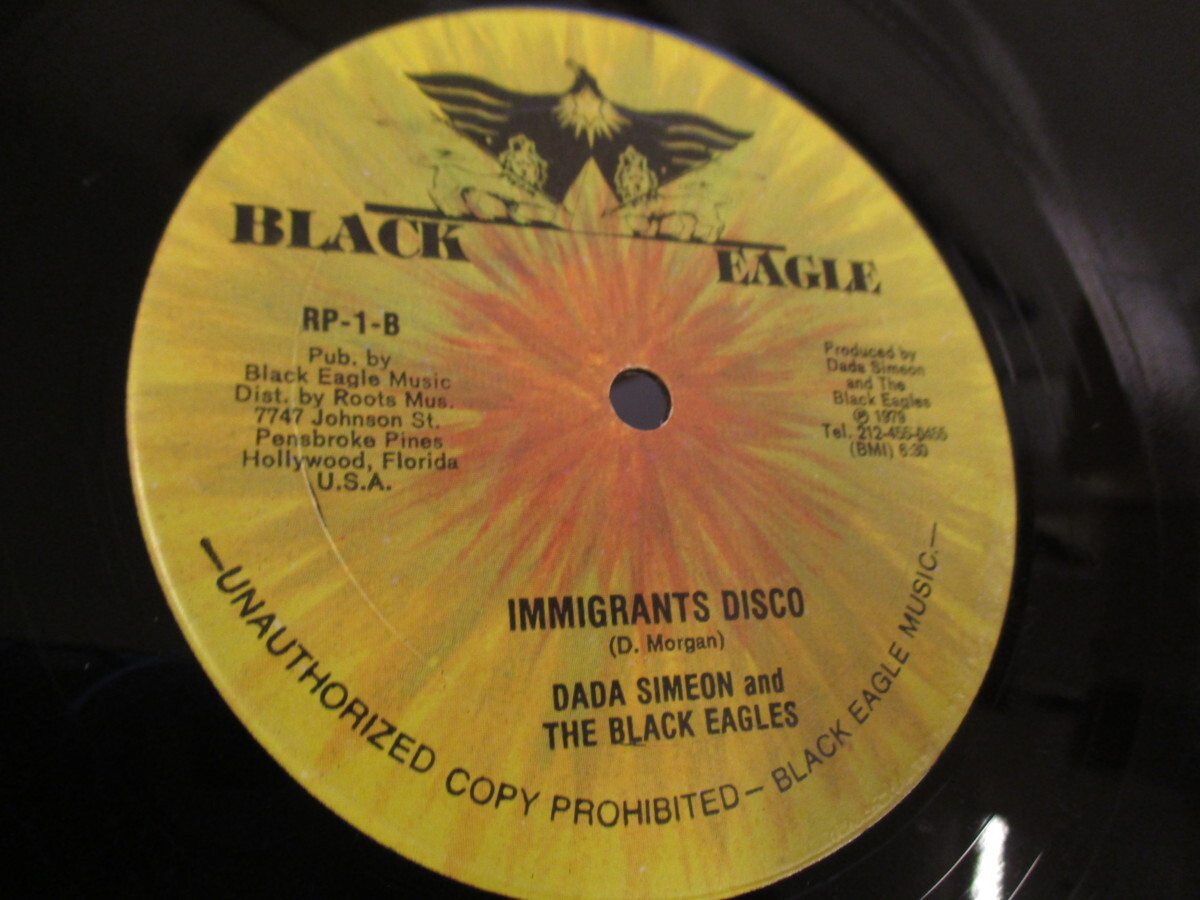 BLACK EAGLE
RP-1-B
Pub. by
Black Eagle Music
Dist. by Roots Mus.
7747 Johnson St.
Pensbroke Pines
Hollywood, Florida
U.S.A.
Produced by
Dada Simeon
and The
Black Eagles
℗ 1979
Tel. 212-455-0455
(BMI) 6:30
IMMIGRANTS DISCO
(D. Morgan)
DADA SIMEON and
THE BLACK EAGLES
—UNAUTHORIZED COPY PROHIBITED— BLACK EAGLE MUSIC.—